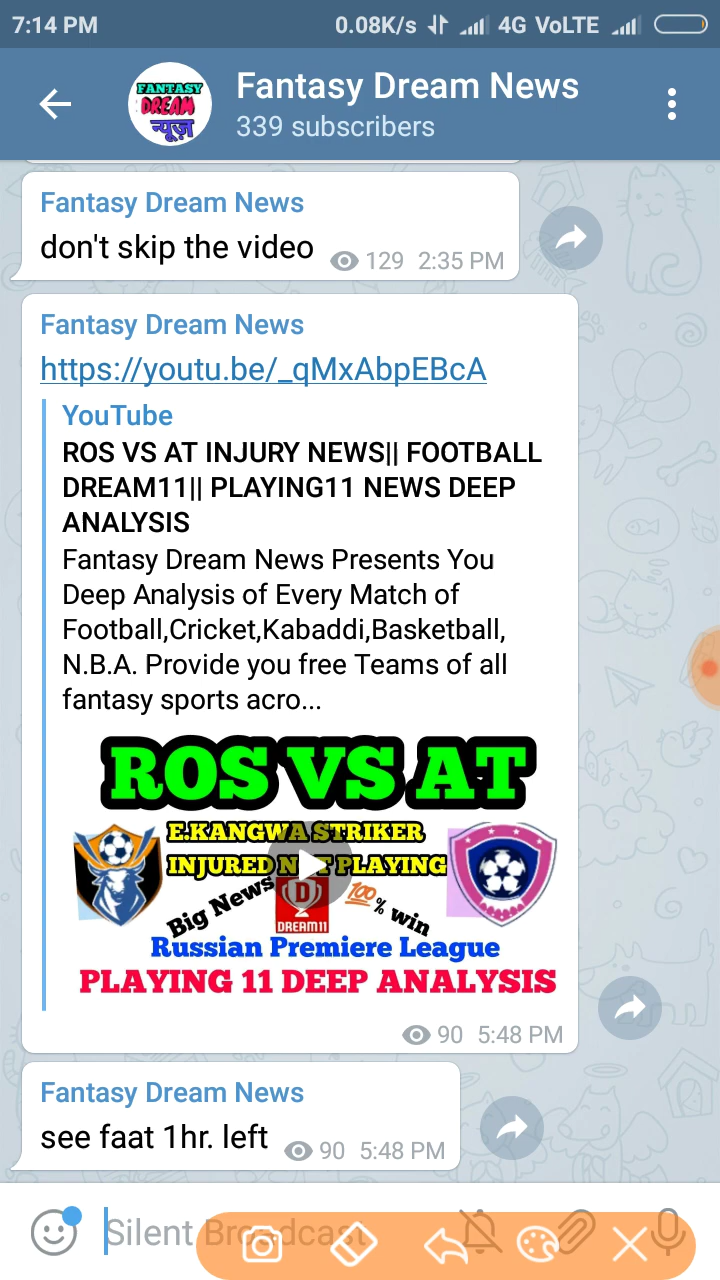 7:14 PM
0.08K/s
4G VoLTE
FANTASY
DREAM
न्यूज़
Fantasy Dream News
339 subscribers
Fantasy Dream News
don't skip the video
129 2:35 PM
Fantasy Dream News
https://youtu.be/_qMxAbpEBcA
YouTube
ROS VS AT INJURY NEWS|| FOOTBALL
DREAM11|| PLAYING11 NEWS DEEP
ANALYSIS
Fantasy Dream News Presents You
Deep Analysis of Every Match of
Football,Cricket,Kabaddi,Basketball,
N.B.A. Provide you free Teams of all
fantasy sports acro...
ROS VS AT
E.KANGWA STRIKER
INJURED N T PLAYING
Big News
D
DREAM11
100% win
Russian Premiere League
PLAYING 11 DEEP ANALYSIS
90 5:48 PM
Fantasy Dream News
see faat 1hr. left
90 5:48 PM
Silent Broadcast